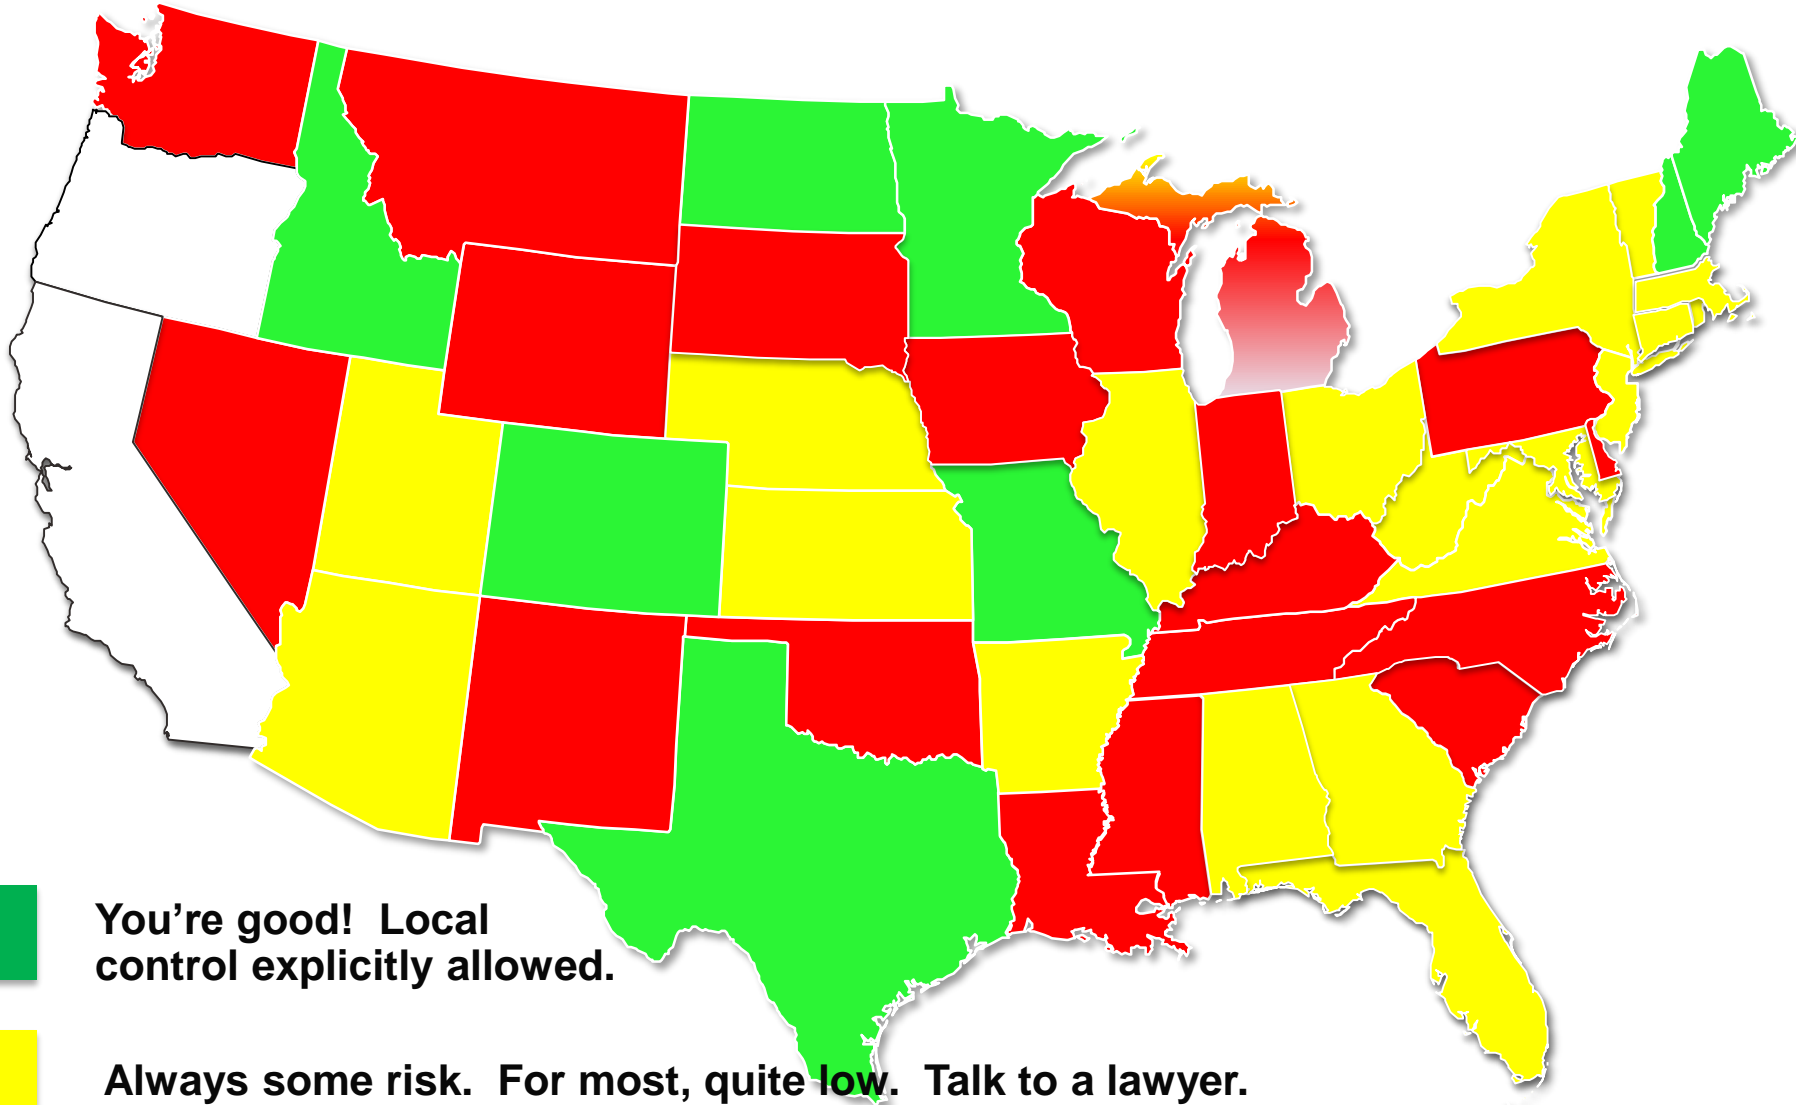 You’re good!  Local
control explicitly allowed.
Always some risk.  For most, quite low.  Talk to a lawyer.